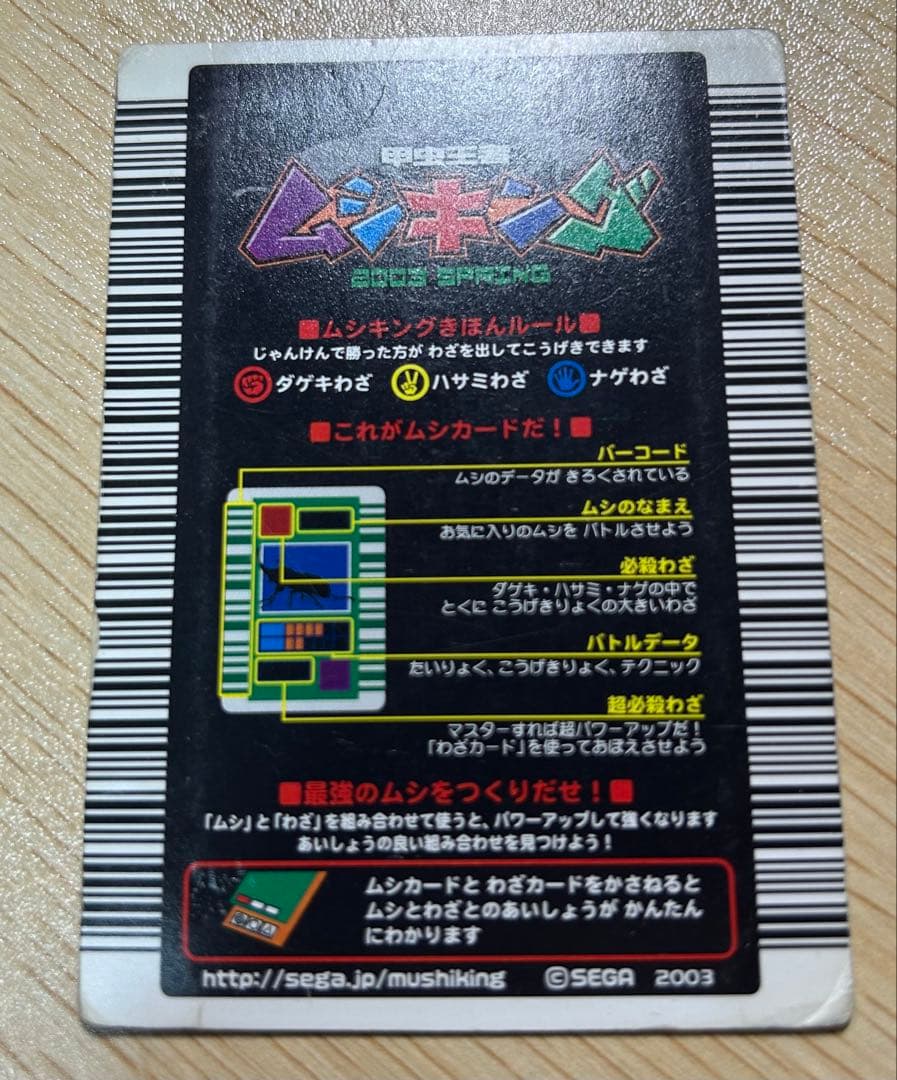 甲虫王者
ムシキング
2003 SPRING
ムシキングきほんルール
じゃんけんで勝った方が わざを出してこうげきできます
ダゲキわざ ハサミわざ ナゲわざ
これがムシカードだ！
バーコード
ムシのデータが きろくされている
ムシのなまえ
お気に入りのムシを バトルさせよう
必殺わざ
ダゲキ・ハサミ・ナゲの中で
とくに こうげきりょくの大きいわざ
バトルデータ
たいりょく、こうげきりょく、テクニック
超必殺わざ
マスターすれば超パワーアップだ！
「わざカード」を使っておぼえさせよう
最強のムシをつくりだせ！
「ムシ」と「わざ」を組み合わせて使うと、パワーアップして強くなります
あいしょうの良い組み合わせを見つけよう！
ムシカードと わざカードをかさねると
ムシとわざとのあいしょうが かんたん
にわかります
http://sega.jp/mushiking ©SEGA 2003